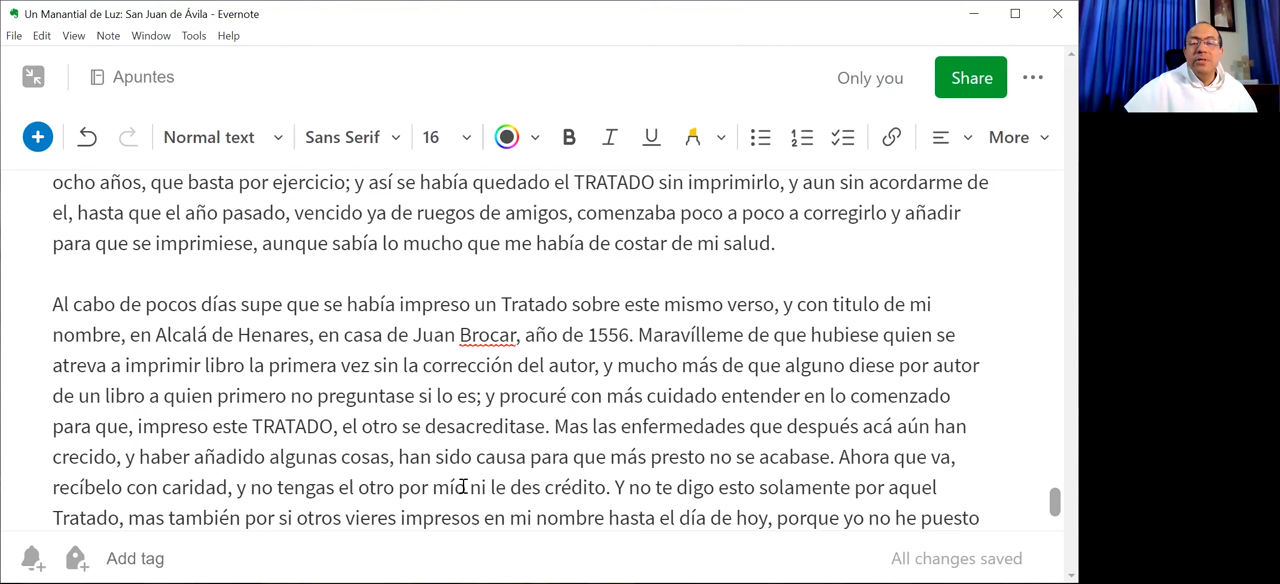 Un Manantial de Luz: San Juan de Ávila - Evernote
File Edit View Note Window Tools Help
Apuntes
Only you
Share
Normal text
Sans Serif
16
B I U
More
ocho años, que basta por ejercicio; y así se había quedado el TRATADO sin imprimirlo, y aun sin acordarme de
el, hasta que el año pasado, vencido ya de ruegos de amigos, comenzaba poco a poco a corregirlo y añadir
para que se imprimiese, aunque sabía lo mucho que me había de costar de mi salud.
Al cabo de pocos días supe que se había impreso un Tratado sobre este mismo verso, y con titulo de mi
nombre, en Alcalá de Henares, en casa de Juan Brocar, año de 1556. Maravílleme de que hubiese quien se
atreva a imprimir libro la primera vez sin la corrección del autor, y mucho más de que alguno diese por autor
de un libro a quien primero no preguntase si lo es; y procuré con más cuidado entender en lo comenzado
para que, impreso este TRATADO, el otro se desacreditase. Mas las enfermedades que después acá aún han
crecido, y haber añadido algunas cosas, han sido causa para que más presto no se acabase. Ahora que va,
recíbelo con caridad, y no tengas el otro por mío ni le des crédito. Y no te digo esto solamente por aquel
Tratado, mas también por si otros vieres impresos en mi nombre hasta el día de hoy, porque yo no he puesto
Add tag
All changes saved